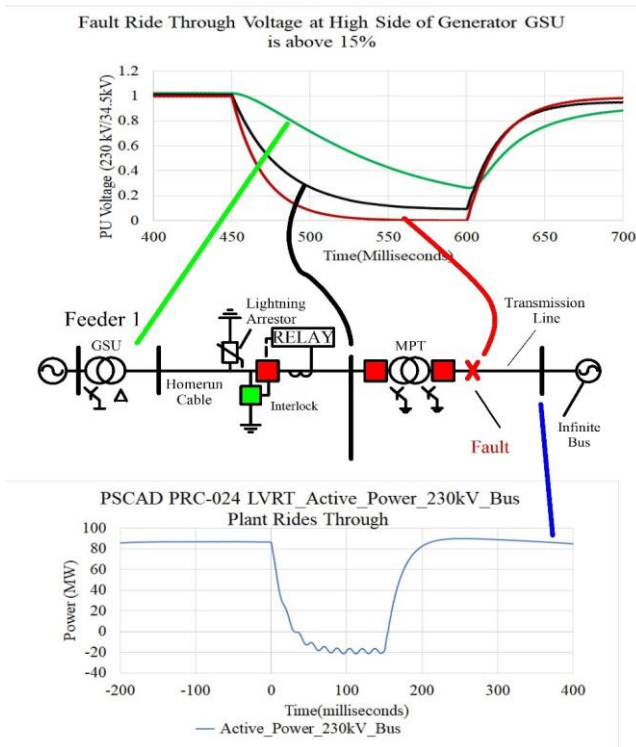 Fault Ride Through Voltage at High Side of Generator GSU
is above 15%
PU Voltage (230 kV/34.5kV)
1.2
1
0.8
0.6
0.4
0.2
0
400 450 500 550 600 650 700
Time(Milliseconds)
Feeder 1
GSU
Lightning
Arrestor
RELAY
MPT
Transmission
Line
Homerun
Cable
Interlock
Fault
Infinite
Bus
PSCAD PRC-024 LVRT_Active_Power_230kV_Bus
Plant Rides Through
Power (MW)
100
80
60
40
20
0
-20
-40
-200 -100 0 100 200 300 400
Time(milliseconds)
Active_Power_230kV_Bus